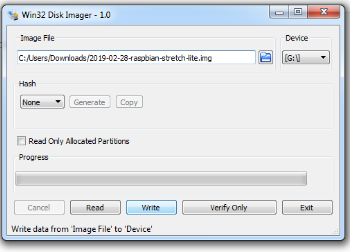 Win32 Disk Imager - 1.0
Image File
Device
C:/Users/Downloads/2019-02-28-raspbian-stretch-lite.img
[G:\]
Hash
None
Generate
Copy
Read Only Allocated Partitions
Progress
Cancel
Read
Write
Verify Only
Exit
Write data from 'Image File' to 'Device'